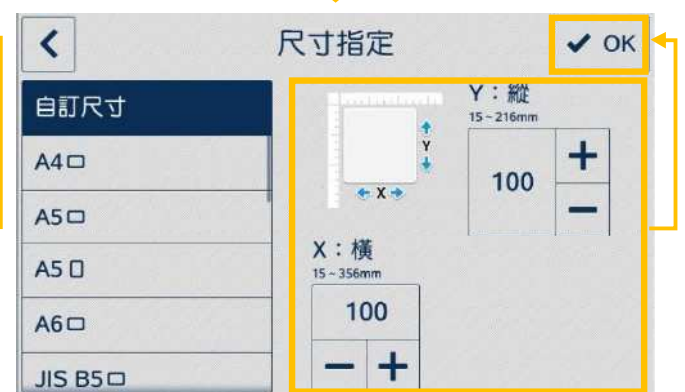 尺寸指定
✔ OK
自訂尺寸
A4
A5
A5
A6
JIS B5
Y
X
Y：縱
15~216mm
100
+
−
X：橫
15~356mm
100
− +